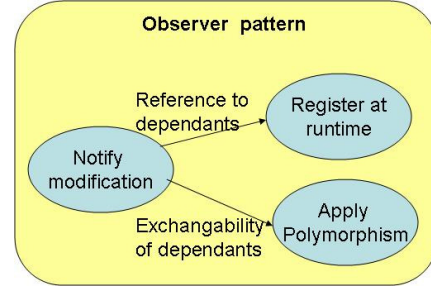 Observer pattern
Reference to
dependants
Register at
runtime
Notify
modification
Exchangability
of dependants
Apply
Polymorphism